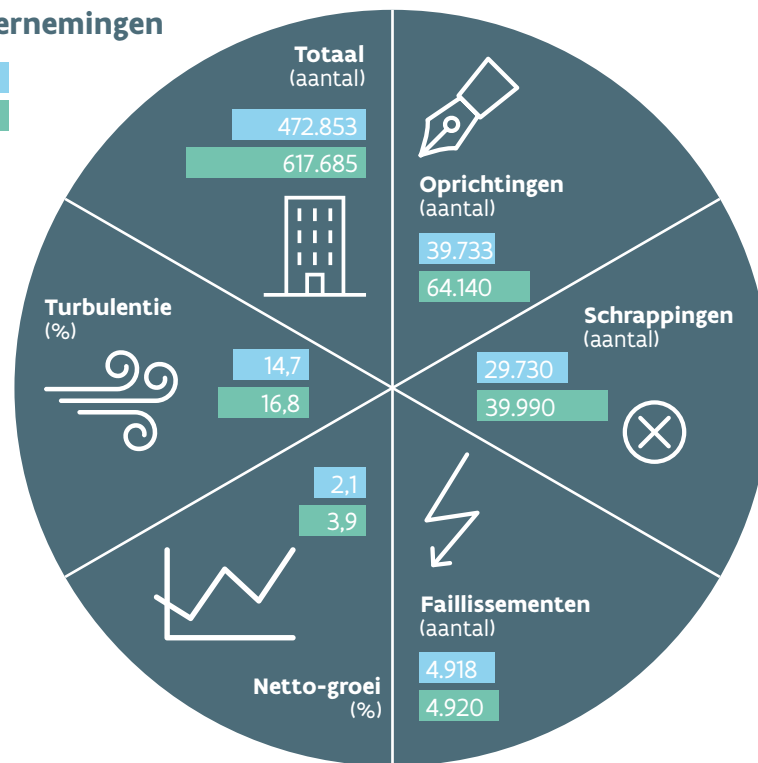 ernemingen
Totaal
(aantal)
472.853
617.685
Oprichtingen
(aantal)
39.733
64.140
Schrappingen
(aantal)
29.730
39.990
Faillissementen
(aantal)
4.918
4.920
Netto-groei
(%)
2,1
3,9
Turbulentie
(%)
14,7
16,8